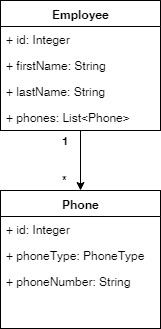 Employee
+ id: Integer
+ firstName: String
+ lastName: String
+ phones: List<Phone>
1
*
Phone
+ id: Integer
+ phoneType: PhoneType
+ phoneNumber: String